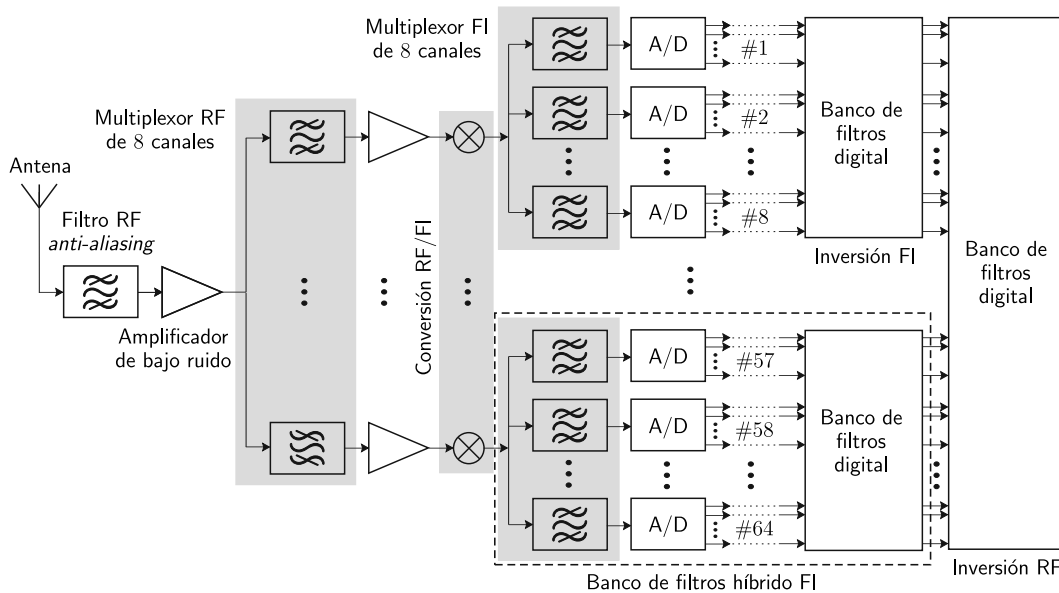 Multiplexor FI
de 8 canales
A/D
#1
A/D
#2
A/D
#8
Banco de
filtros
digital
Inversión FI
Multiplexor RF
de 8 canales
Antena
Filtro RF
anti-aliasing
Amplificador
de bajo ruido
Conversión RF/FI
Banco de
filtros
digital
A/D
#57
A/D
#58
A/D
#64
Banco de
filtros
digital
Banco de filtros híbrido FI
Inversión RF